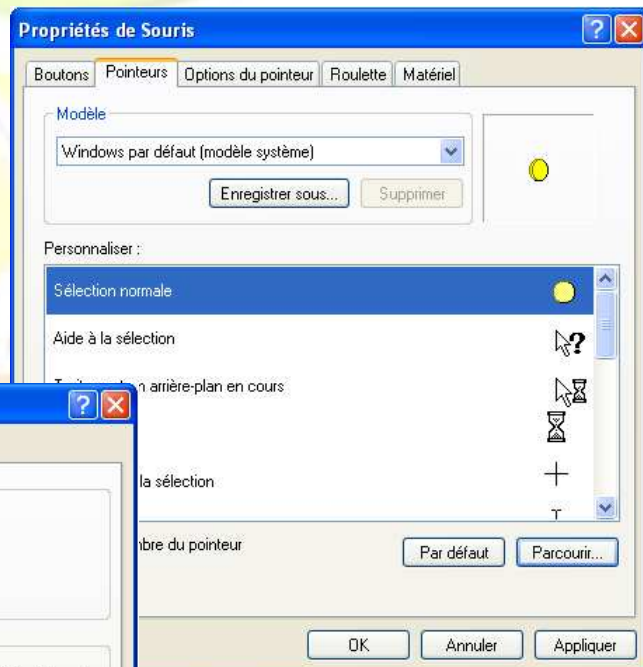 Propriétés de Souris
Boutons Pointeurs Options du pointeur Roulette Matériel
Modèle
Windows par défaut (modèle système)
Enregistrer sous... Supprimer
Personnaliser :
Sélection normale
Aide à la sélection
arrière-plan en cours
la sélection
du pointeur
Par défaut Parcourir...
OK Annuler Appliquer